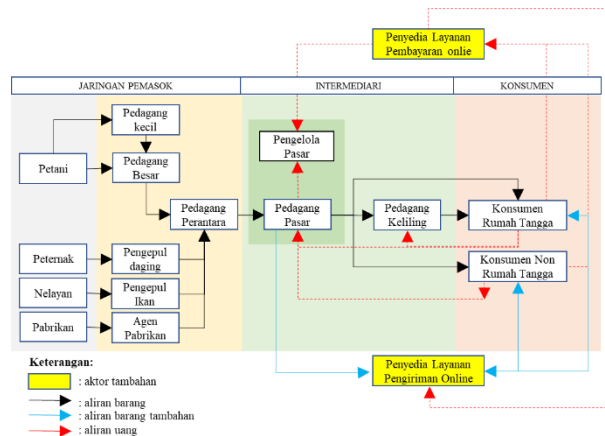 Penyedia Layanan
Pembayaran onlie
JARINGAN PEMASOK
INTERMEDIARI
KONSUMEN
Pedagang
kecil
Petani
Pedagang
Besar
Pengelola
Pasar
Pedagang
Perantara
Pedagang
Pasar
Pedagang
Keliling
Konsumen
Rumah Tangga
Peternak
Pengepul
daging
Konsumen Non
Rumah Tangga
Nelayan
Pengepul
Ikan
Pabrikan
Agen
Pabrikan
Keterangan:
: aktor tambahan
: aliran barang
: aliran barang tambahan
: aliran uang
Penyedia Layanan
Pengiriman Online